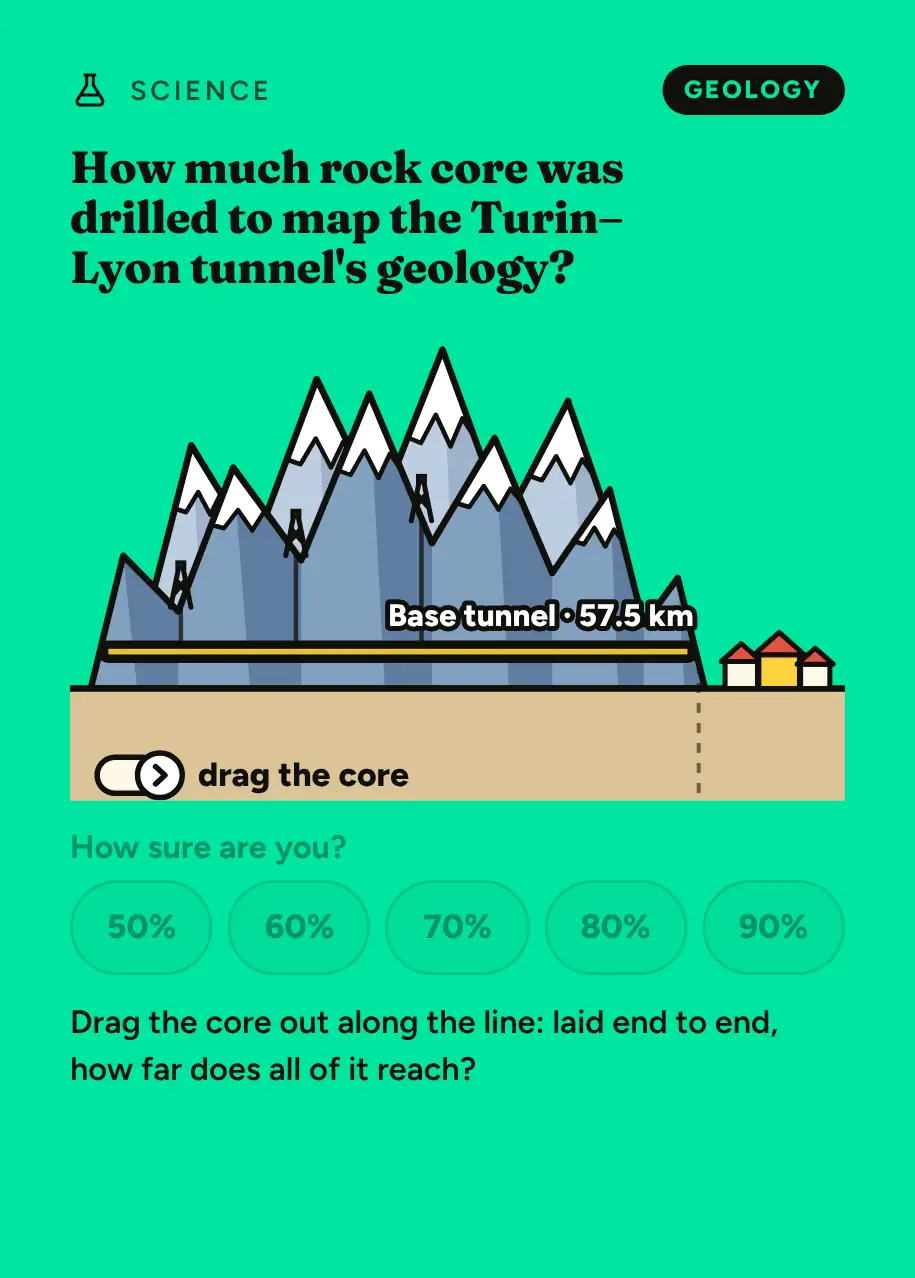 SCIENCE
GEOLOGY
How much rock core was
drilled to map the Turin–
Lyon tunnel's geology?
Base tunnel · 57.5 km
drag the core
How sure are you?
50% 60% 70% 80% 90%
Drag the core out along the line: laid end to end,
how far does all of it reach?